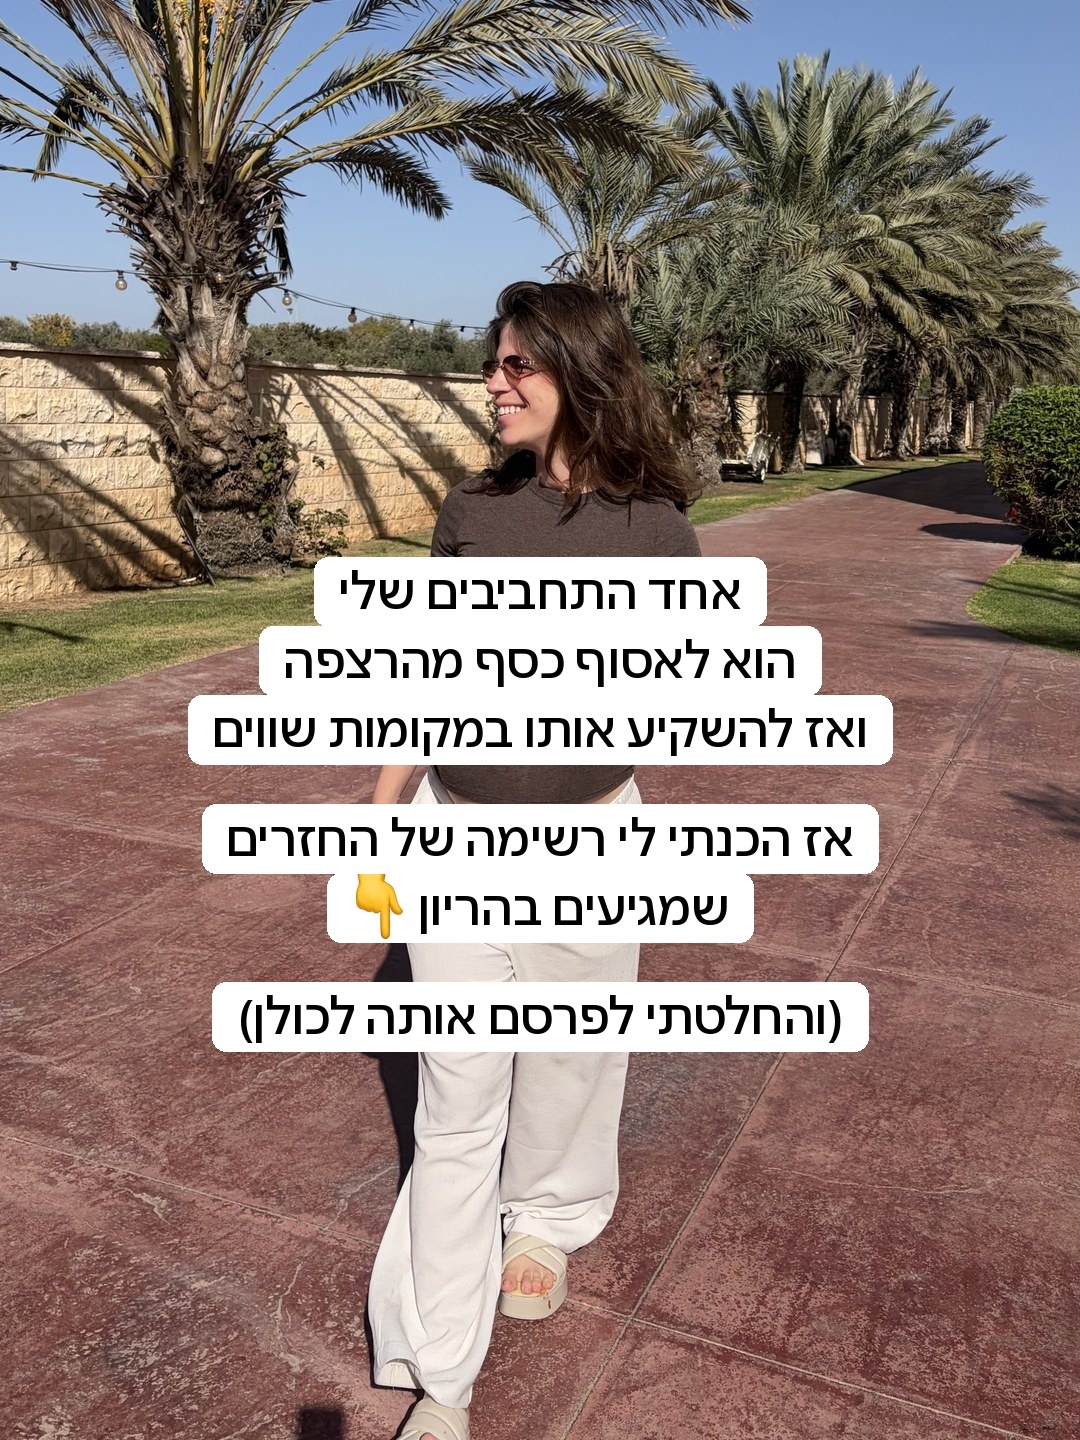 אחד התחביבים שלי
הוא לאסוף כסף מהרצפה
ואז להשקיע אותו במקומות שווים
אז הכנתי לי רשימה של החזרים
שמגיעים בהריון 👇
(והחלטתי לפרסם אותה לכולן)